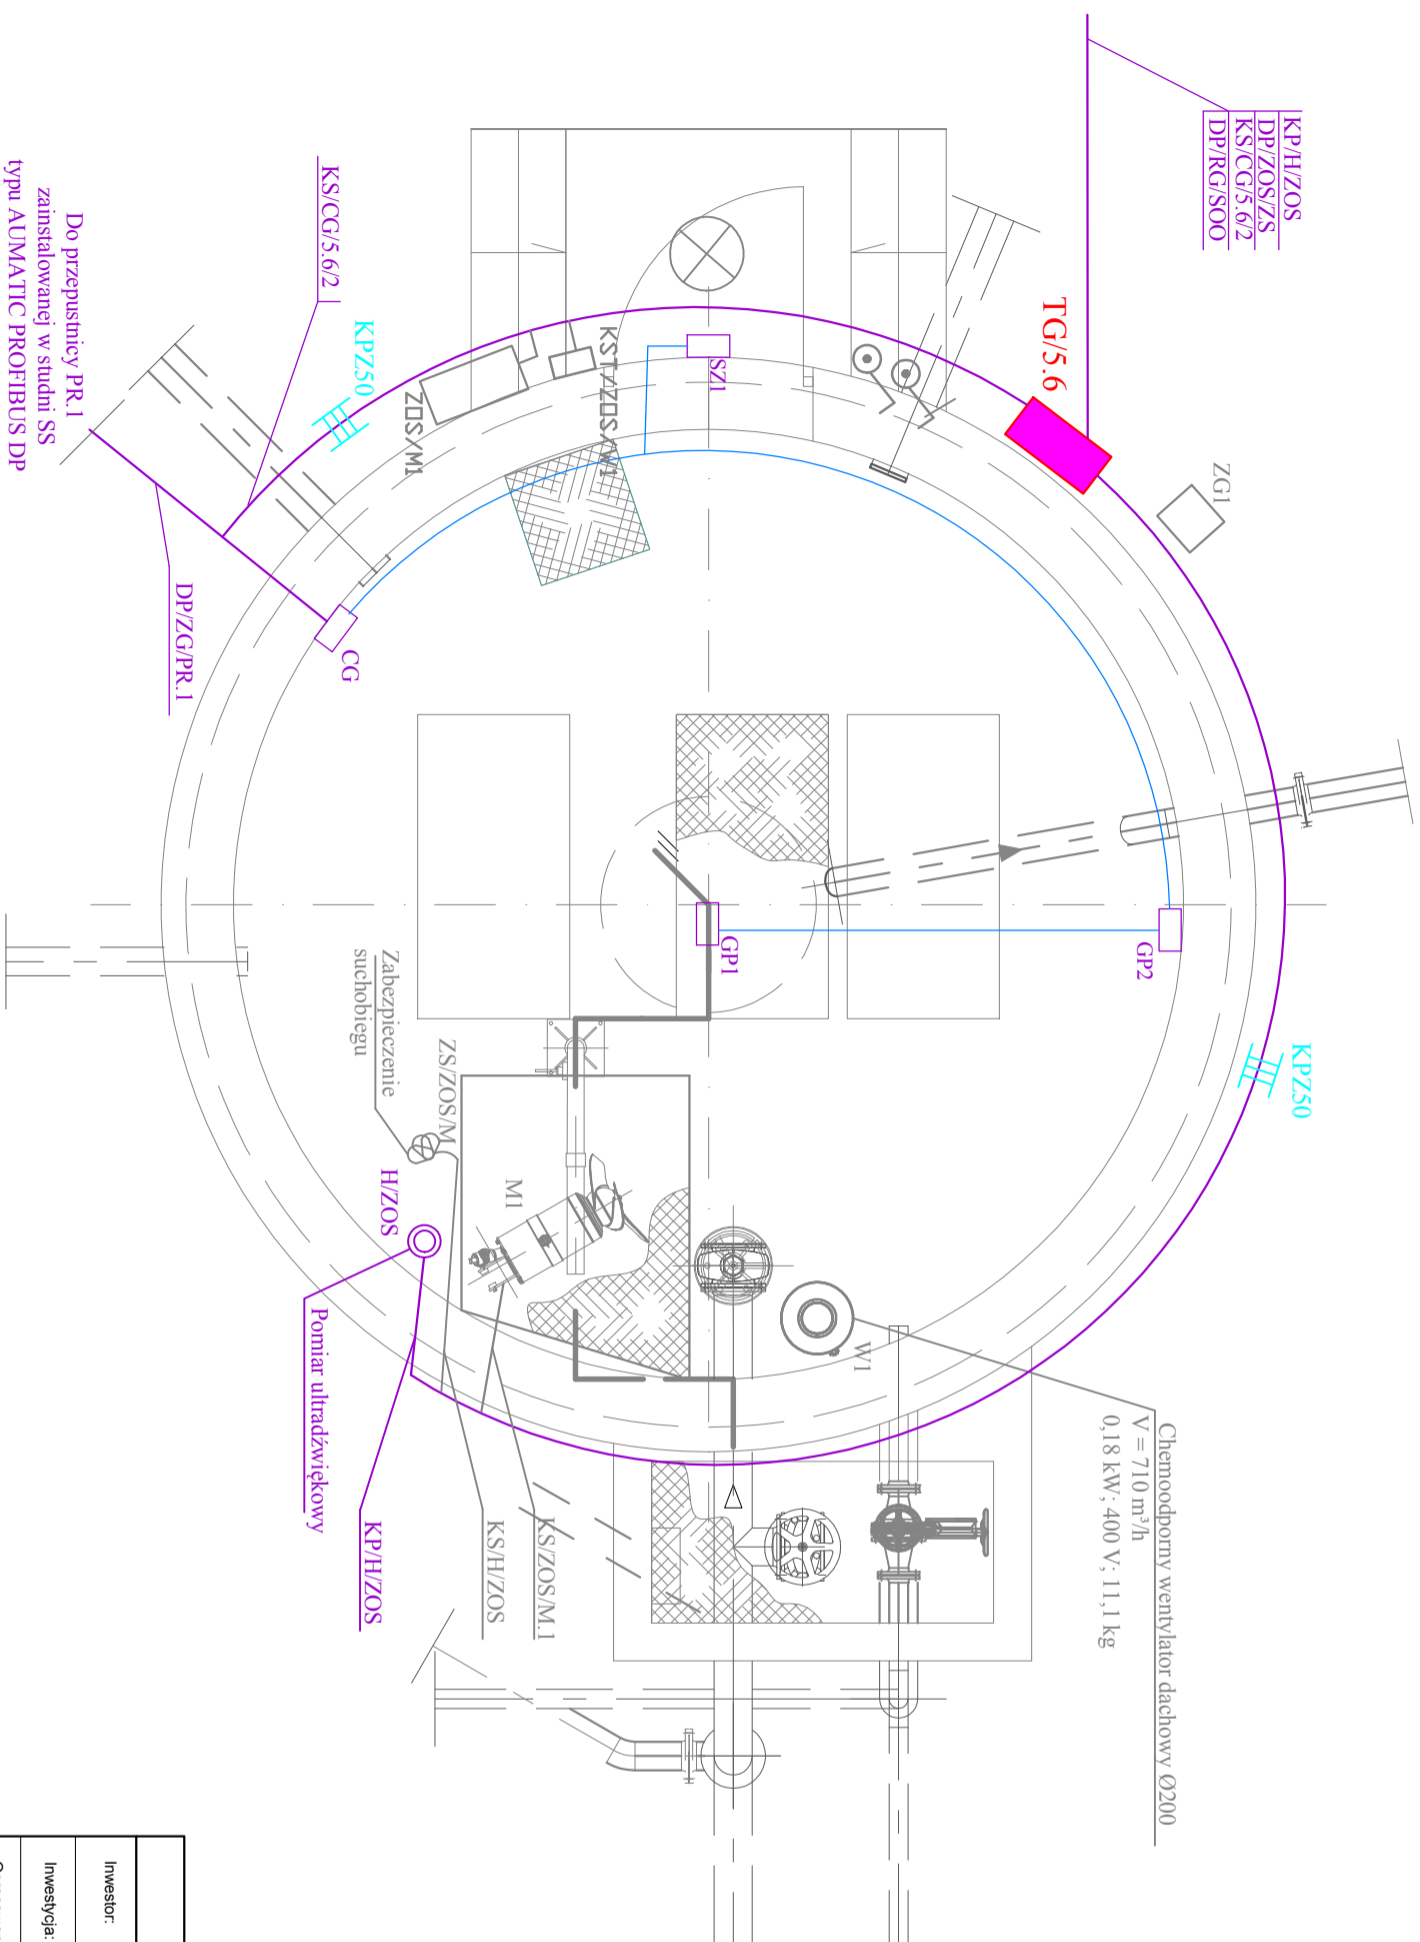 KP/H/ZOS
DP/ZOS/ZS
KS/CG/5.6/2
DP/RG/SOO
TG/5.6
ZG1
KS/CG/5.6/2
KPZ50
Do przepustnicy PR.1
zainstalowanej w studni SS
typu AUMATIC PROFIBUS DP
ZOS/M1
KST/ZOS/W1
SZ1
CG
DP/ZG/PR.1
GP1
GP2
KPZ50
Zabezpieczenie
suchobiegu
ZS/ZOS/M
H/ZOS
M1
W1
Pomiar ultradźwiękowy
KP/H/ZOS
KS/H/ZOS
KS/ZOS/M.1
Chemoodporny wentylator dachowy Ø200
V = 710 m³/h
0,18 kW; 400 V; 11,1 kg
Inwestor:
Inwestycja: